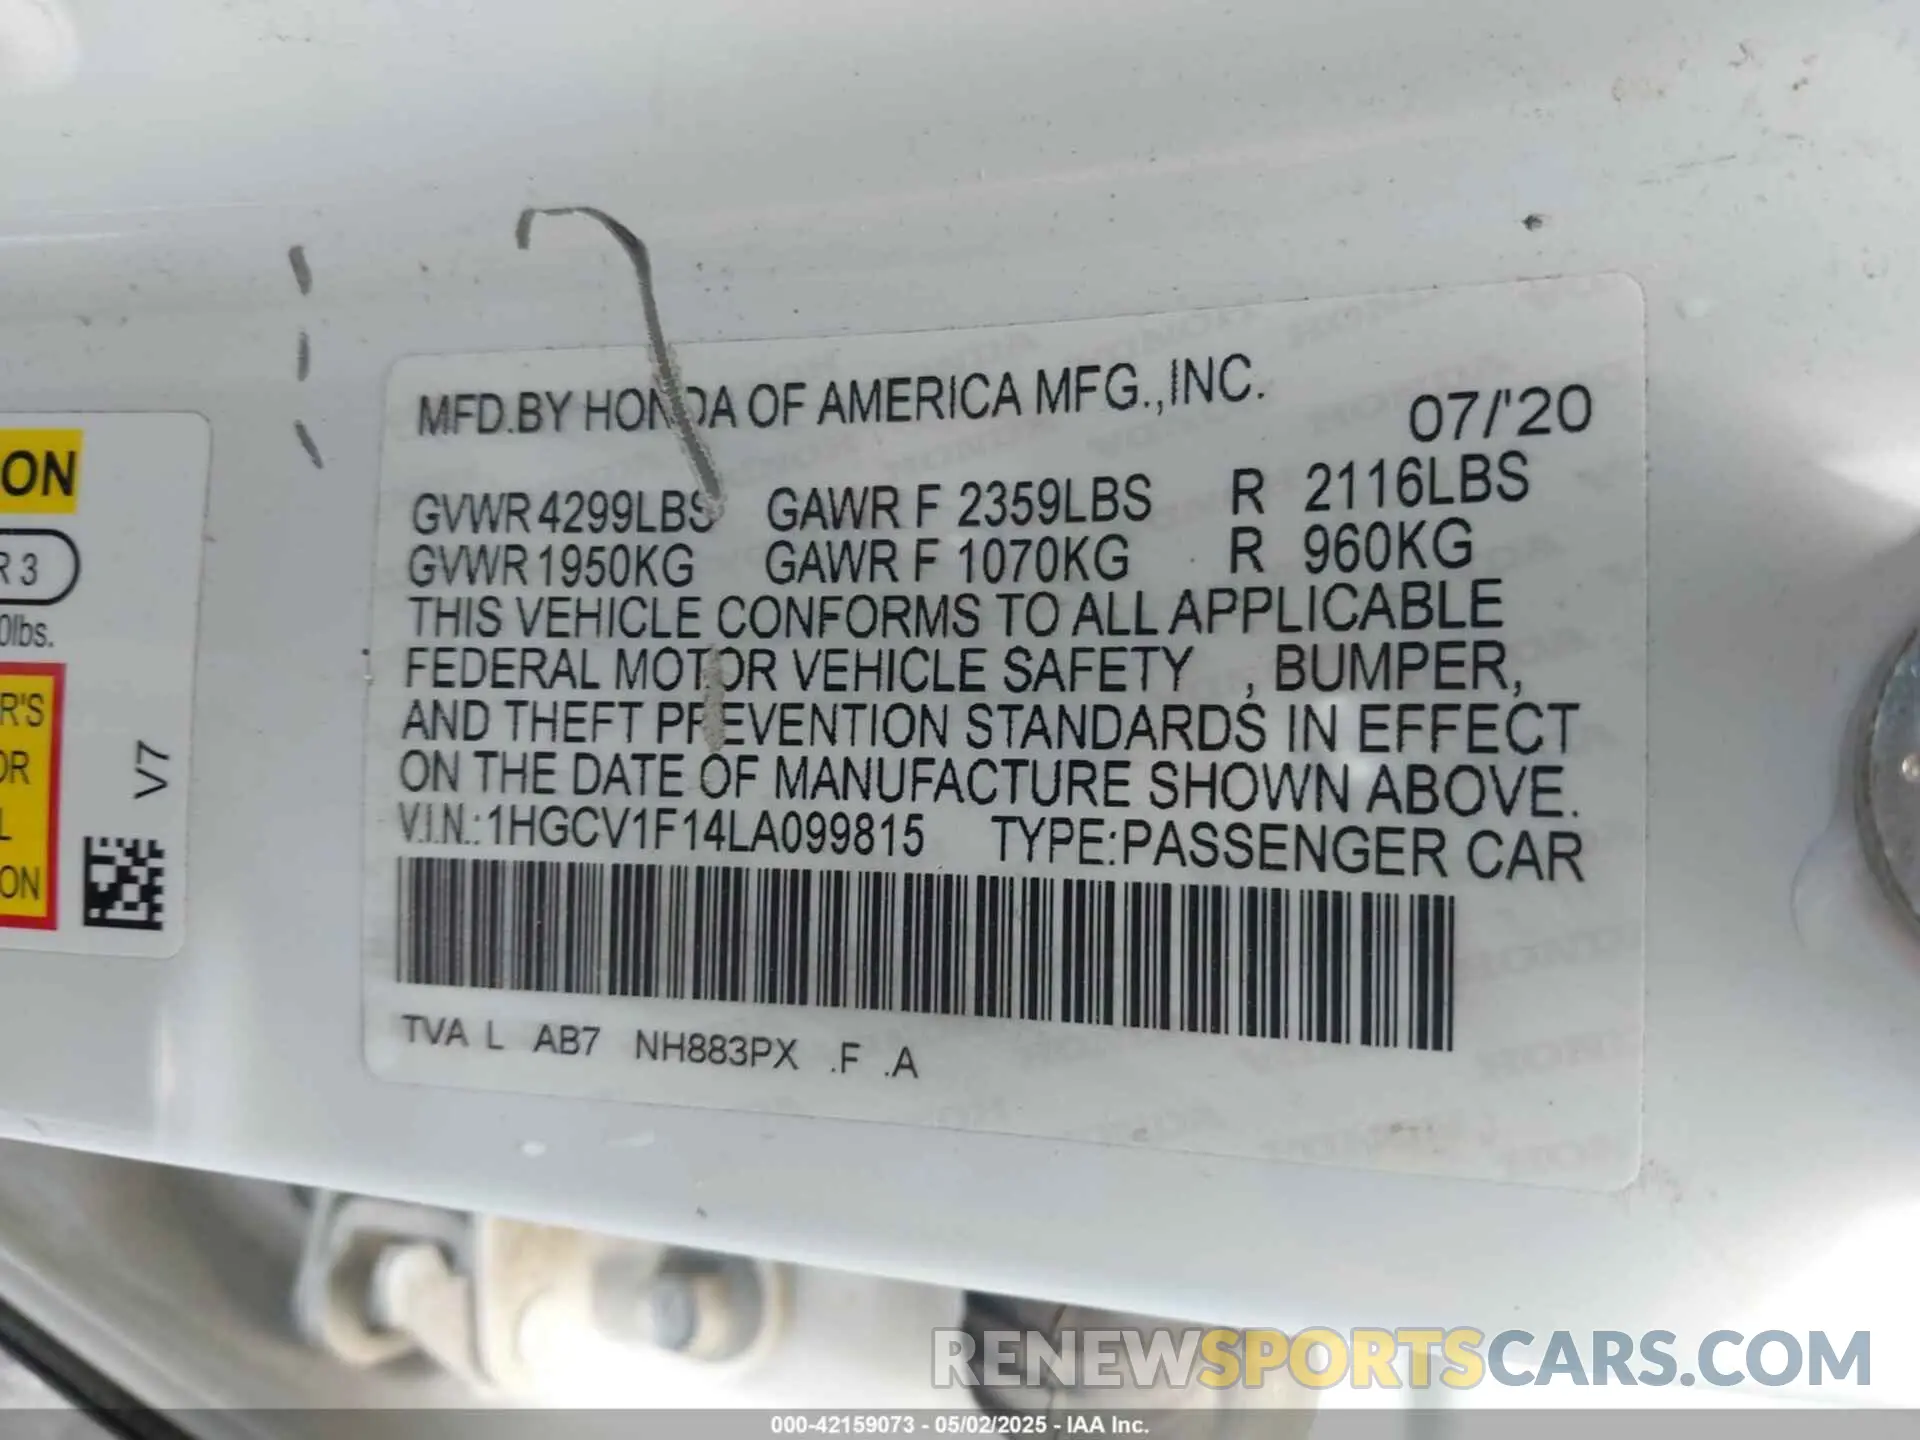 ON
R 3
0lbs.
R'S
OR
L
ON
V7
MFD.BY HONDA OF AMERICA MFG.,INC. 07/'20
GVWR 4299LBS GAWR F 2359LBS R 2116LBS
GVWR 1950KG GAWR F 1070KG R 960KG
THIS VEHICLE CONFORMS TO ALL APPLICABLE
FEDERAL MOTOR VEHICLE SAFETY , BUMPER,
AND THEFT PREVENTION STANDARDS IN EFFECT
ON THE DATE OF MANUFACTURE SHOWN ABOVE.
V.I.N.:1HGCV1F14LA099815 TYPE:PASSENGER CAR
TVA L AB7 NH883PX .F .A
RENEWSPORTSCARS.COM
000-42159073 - 05/02/2025 - IAA Inc.